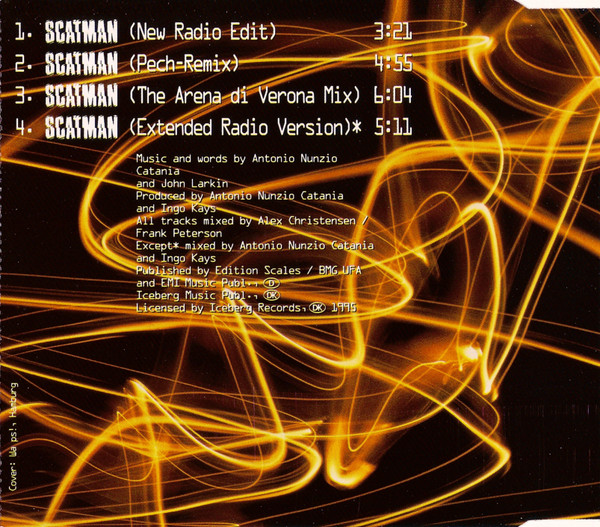 1. SCATMAN (New Radio Edit) 3:21
2. SCATMAN (Pech-Remix) 4:55
3. SCATMAN (The Arena di Verona Mix) 6:04
4. SCATMAN (Extended Radio Version)* 5:11
Music and words by Antonio Nunzio
Catania
and John Larkin
Produced by Antonio Nunzio Catania
and Ingo Kays
All tracks mixed by Alex Christensen /
Frank Peterson
Except* mixed by Antonio Nunzio Catania
and Ingo Kays
Published by Edition Scales / BMG UFA
and EMI Music Publ., D
Iceberg Music Publ., DK
Licensed by Iceberg Records, DK 1995
Cover: Wa ps!, Hamburg